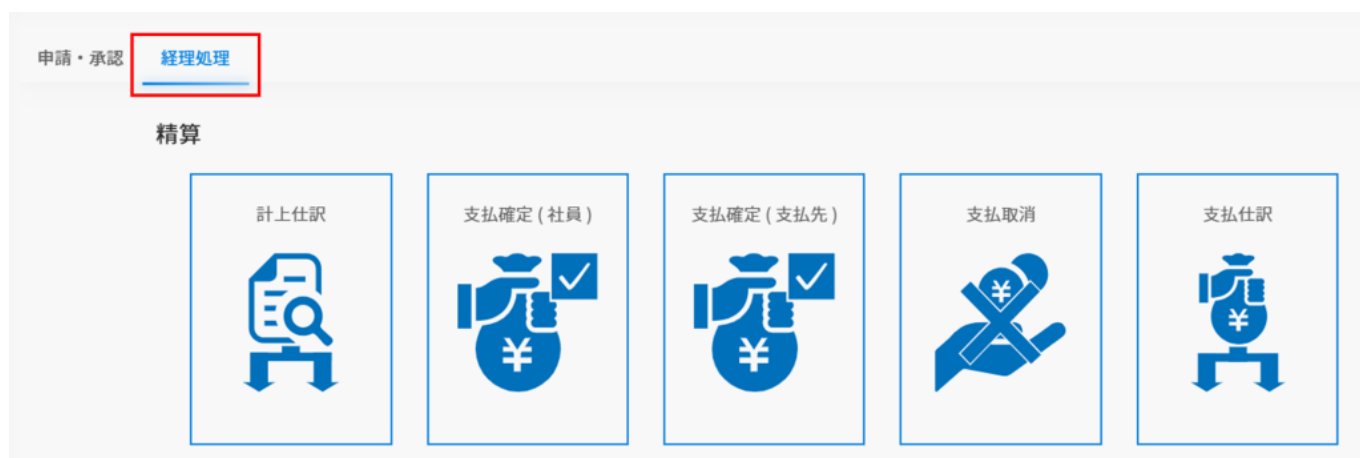 申請・承認 経理処理
精算
計上仕訳 支払確定 ( 社員 ) 支払確定 ( 支払先 ) 支払取消 支払仕訳
¥ ¥ ¥ ¥